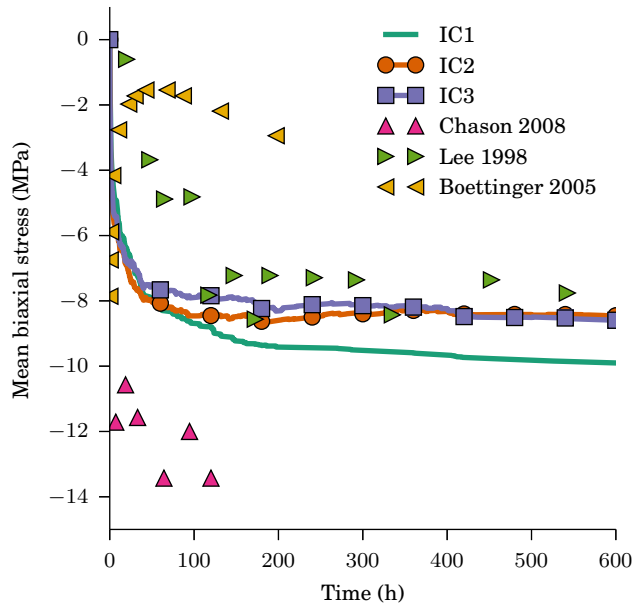 IC1
IC2
IC3
Chason 2008
Lee 1998
Boettinger 2005
Mean biaxial stress (MPa)
0
−2
−4
−6
−8
−10
−12
−14
0 100 200 300 400 500 600
Time (h)